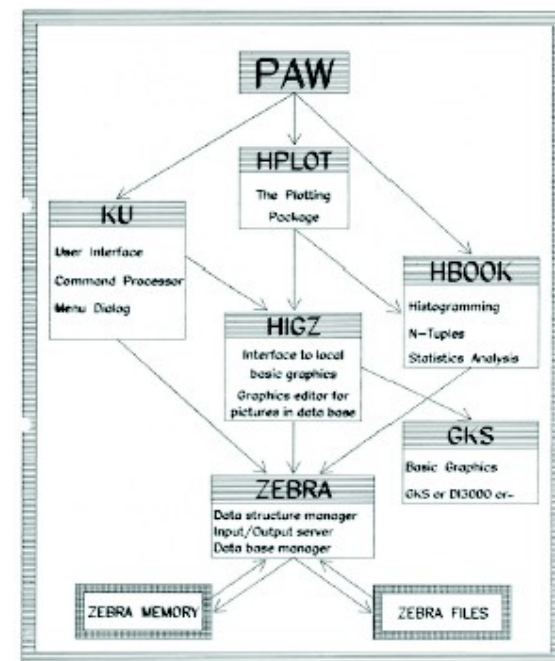 PAW
HPLOT
The Plotting
Package
KU
User Interface
Command Processor
Menu Dialog
HBOOK
Histogramming
N-Tuples
Statistics Analysis
HIGZ
Interface to local
basic graphics
Graphics editor for
pictures in data base
GKS
Basic Graphics
GKS or DI3000 or-
ZEBRA
Data structure manager
Input/Output server
Data base manager
ZEBRA MEMORY
ZEBRA FILES